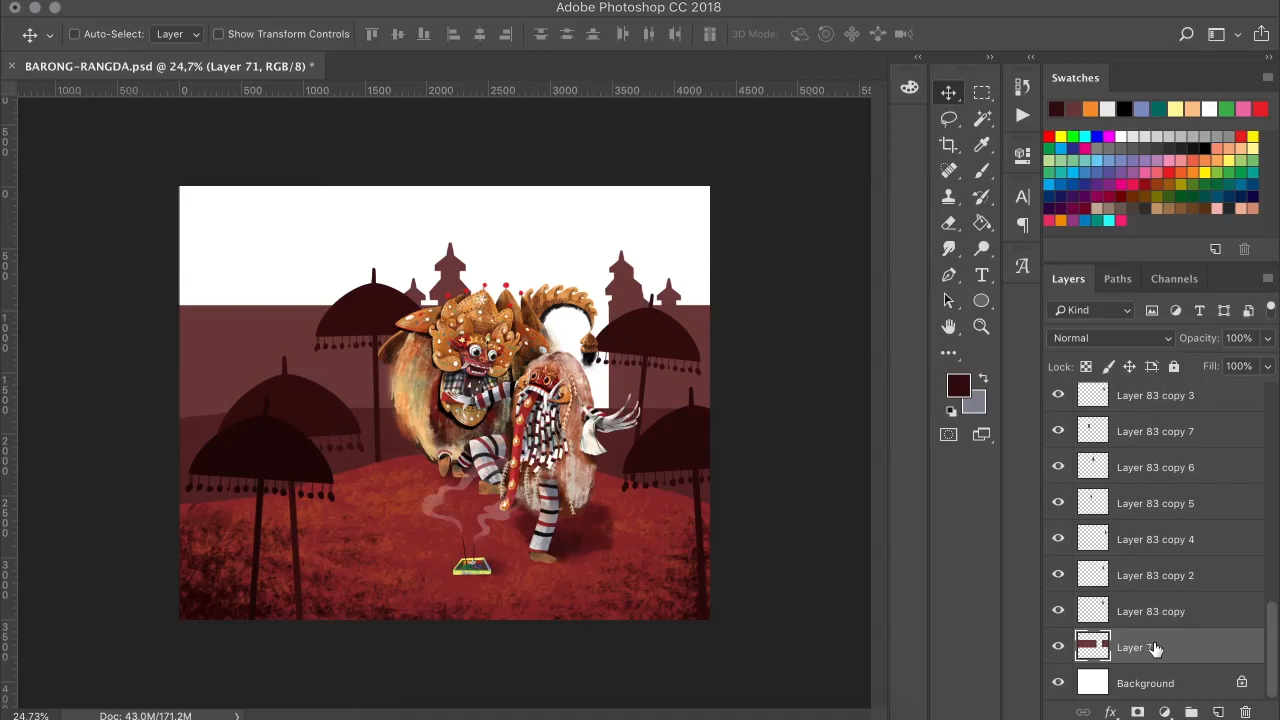 Adobe Photoshop CC 2018
Auto-Select: Layer Show Transform Controls 3D Mode:
× BARONG-RANGDA.psd @ 24,7% (Layer 71, RGB/8) *
1000 500 0 500 1000 1500 2000 2500 3000 3500 4000 4500 5000 55
Swatches
Layers Paths Channels
Kind
Normal Opacity: 100%
Lock: Fill: 100%
Layer 83 copy 3
Layer 83 copy 7
Layer 83 copy 6
Layer 83 copy 5
Layer 83 copy 4
Layer 83 copy 2
Layer 83 copy
Layer 7
Background
24,73% Doc: 43,0M/171,2M